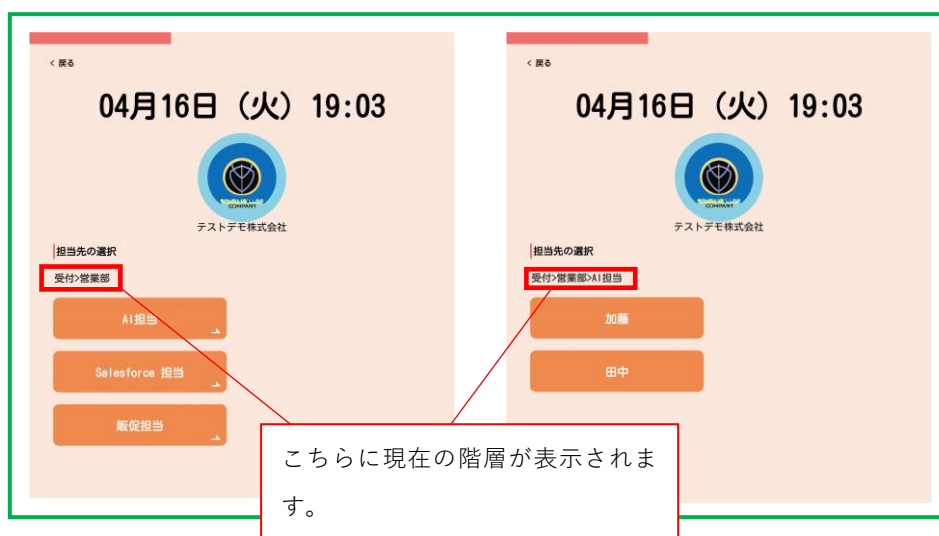 < 戻る
04月16日（火）19:03
COMPANY
テストデモ株式会社
担当先の選択
受付>営業部
AI担当
Salesforce 担当
販促担当
< 戻る
04月16日（火）19:03
COMPANY
テストデモ株式会社
担当先の選択
受付>営業部>AI担当
加藤
田中
こちらに現在の階層が表示されま
す。